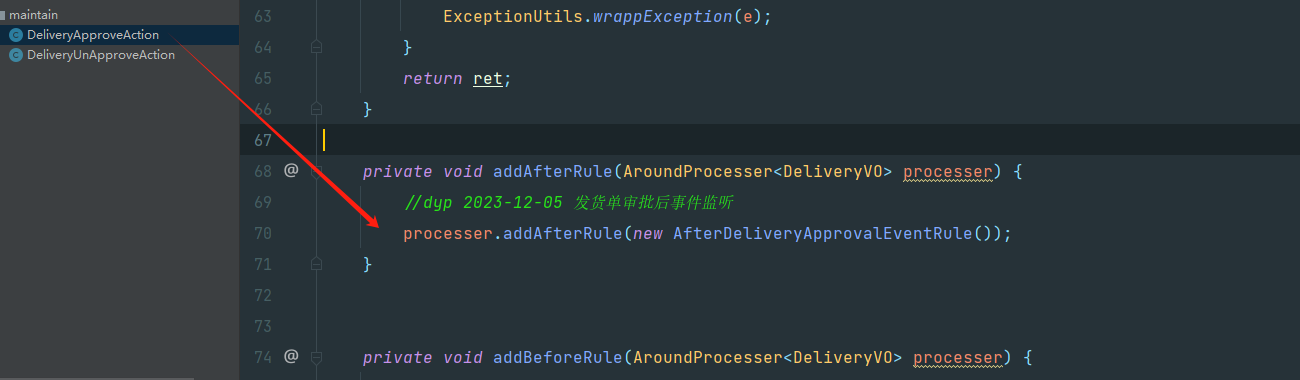 maintain
DeliveryApproveAction
DeliveryUnApproveAction
63 ExceptionUtils.wrappException(e);
64 }
65 return ret;
66 }
67
68 @ private void addAfterRule(AroundProcesser<DeliveryVO> processer) {
69 //dyp 2023-12-05 发货单审批后事件监听
70 processer.addAfterRule(new AfterDeliveryApprovalEventRule());
71 }
72
73
74 @ private void addBeforeRule(AroundProcesser<DeliveryVO> processer) {